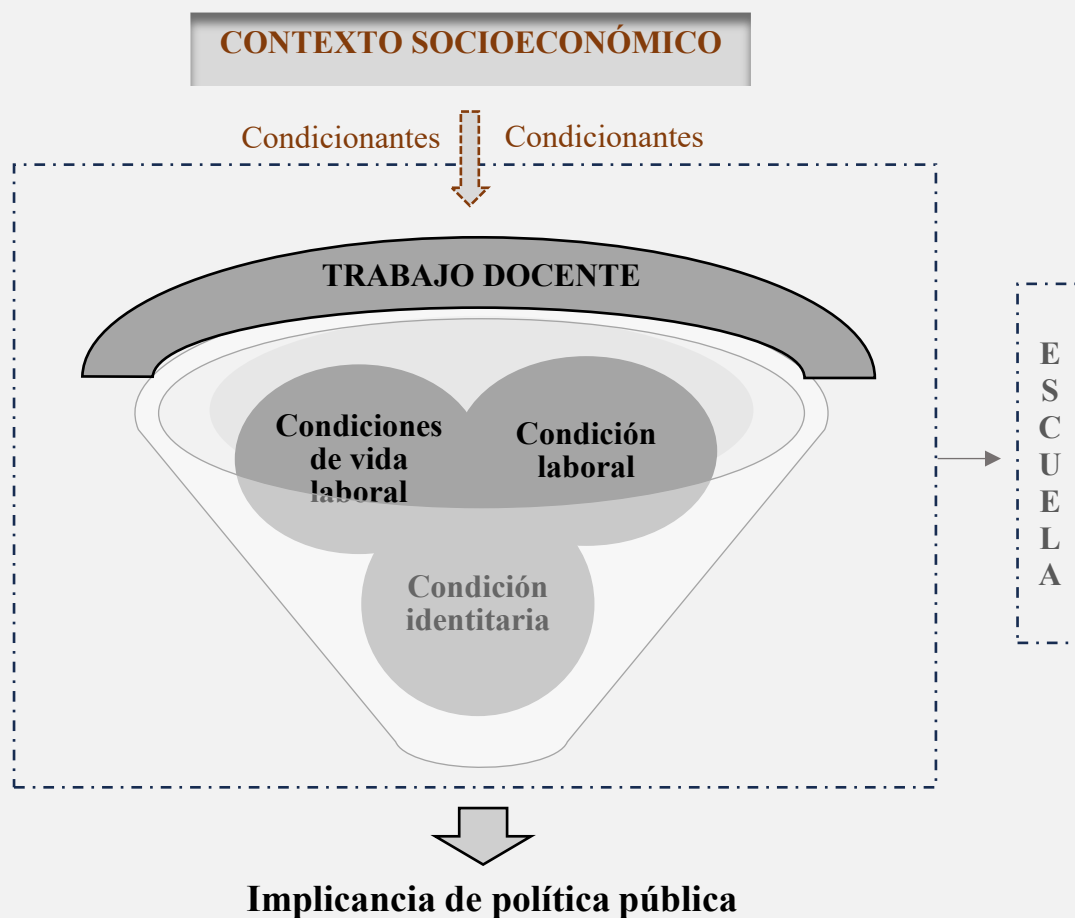 CONTEXTO SOCIOECONÓMICO
Condicionantes Condicionantes
TRABAJO DOCENTE
Condiciones
de vida
laboral
Condición
laboral
Condición
identitaria
E
S
C
U
E
L
A
Implicancia de política pública